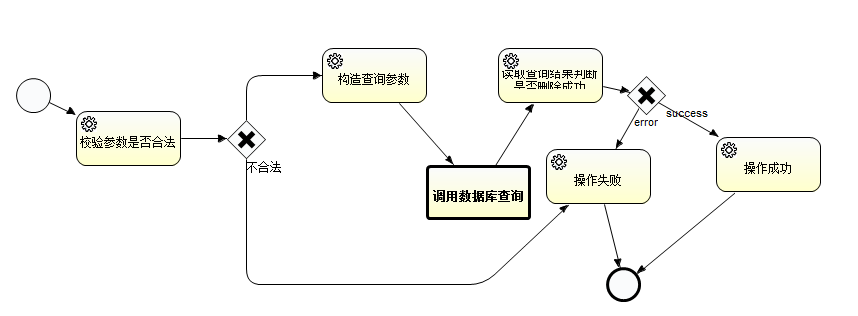 构造查询参数
读取查询结果判断
是否删除成功
校验参数是否合法
不合法
调用数据库查询
error
success
操作失败
操作成功